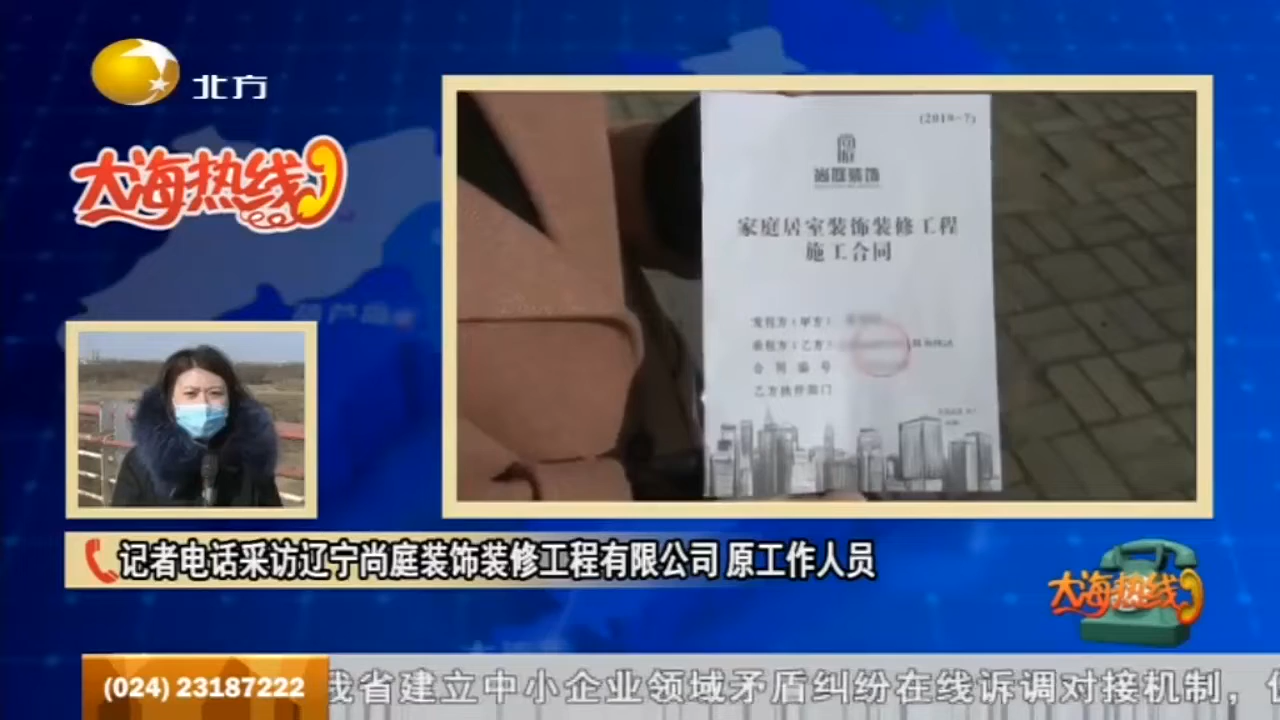 北方
大海热线
(2019-7)
尚庭装饰
家庭居室装饰装修工程
施工合同
发包方(甲方)
承包方(乙方)
合同编号
乙方执行部门
记者电话采访辽宁尚庭装饰装修工程有限公司 原工作人员
大海热线
(024) 23187222
我省建立中小企业领域矛盾纠纷在线诉调对接机制,